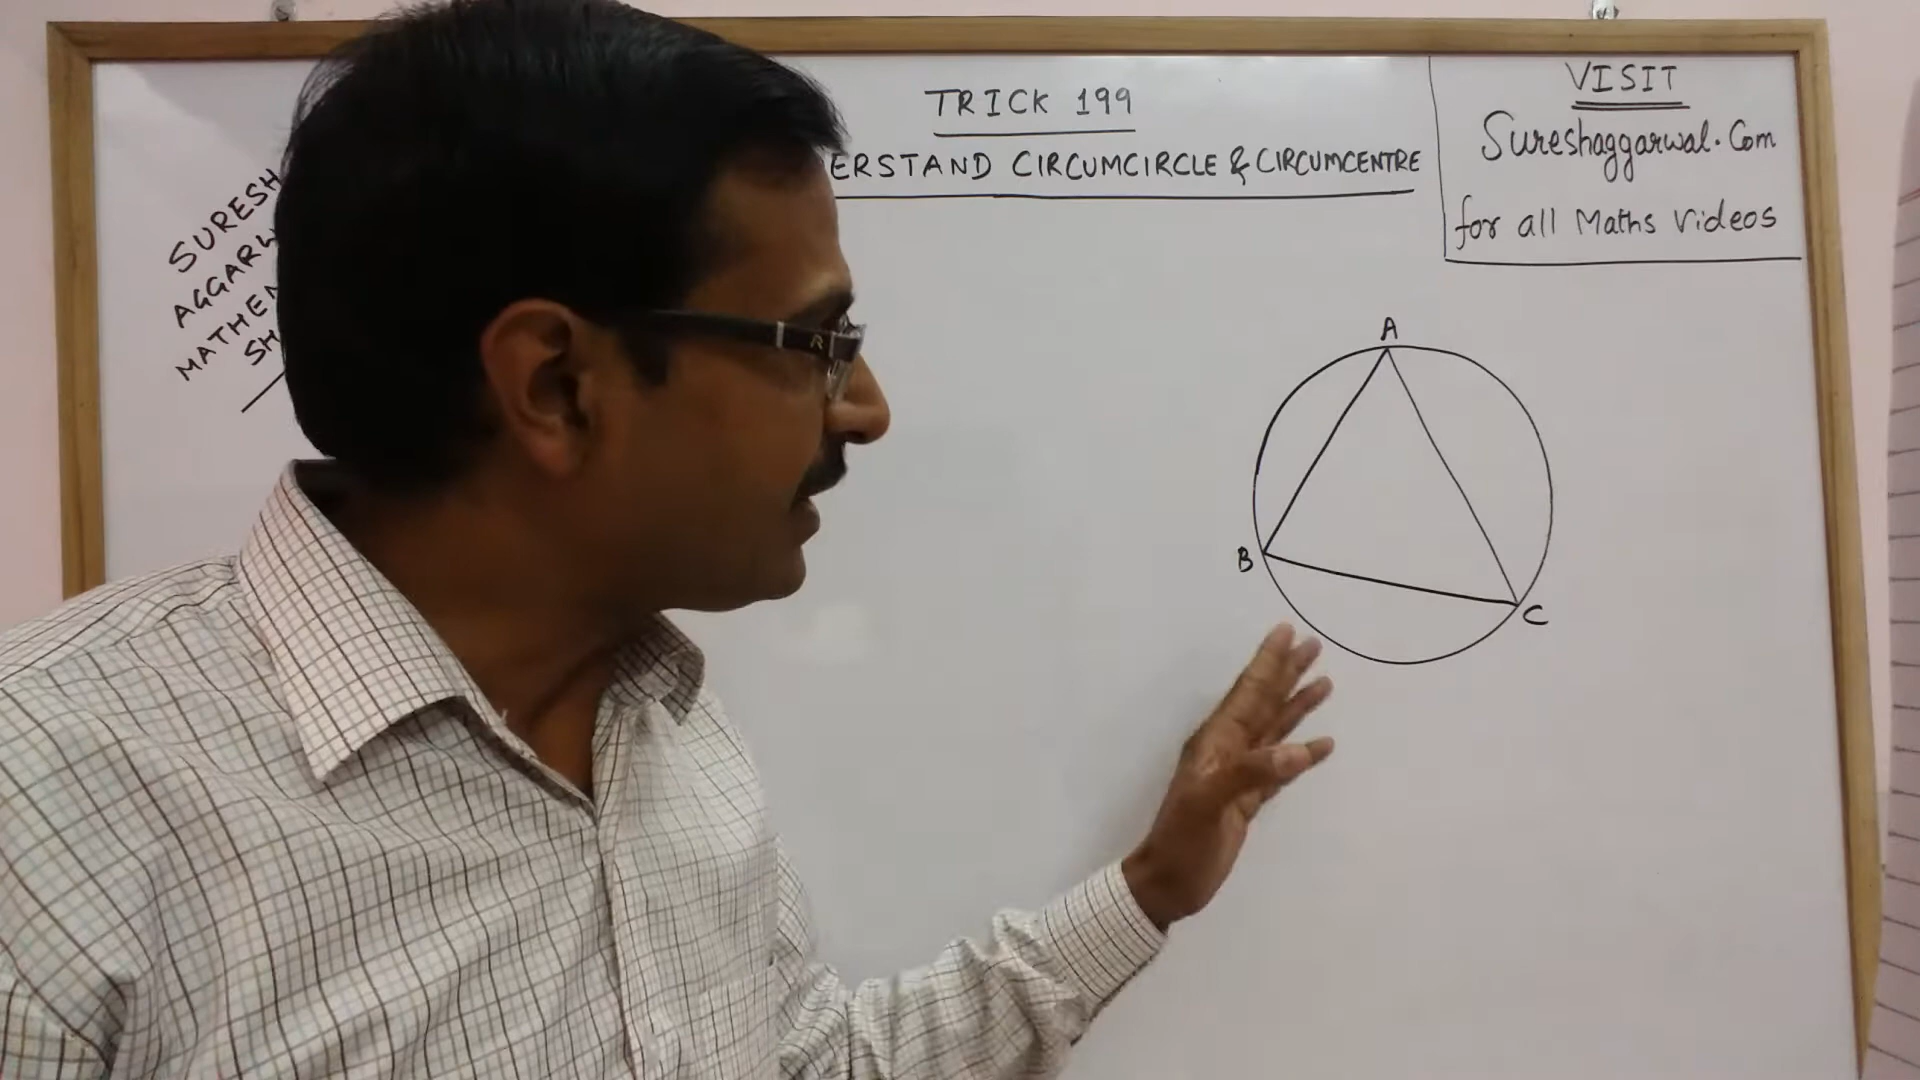 TRICK 199
ERSTAND CIRCUMCIRCLE & CIRCUMCENTRE
VISIT
Sureshaggarwal.Com
for all Maths Videos
SURESH
AGGARW
MATHEM
SH
A
B
C
R